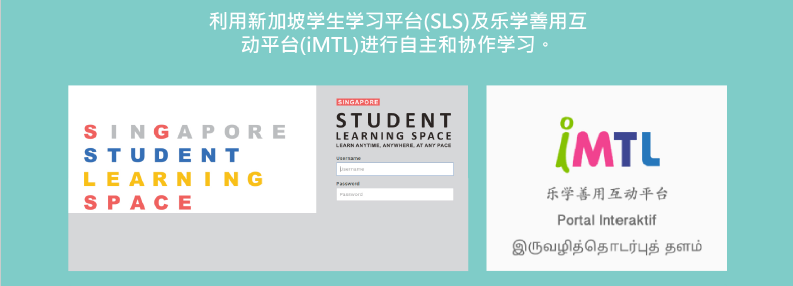 利用新加坡学生学习平台(SLS)及乐学善用互
动平台(iMTL)进行自主和协作学习。
SINGAPORE
STUDENT
LEARNING
SPACE
SINGAPORE
STUDENT
LEARNING SPACE
LEARN ANYTIME, ANYWHERE, AT ANY PACE
Username
Username
Password
Password
iMTL
乐学善用互动平台
Portal Interaktif
இருவழித்தொடர்புத் தளம்